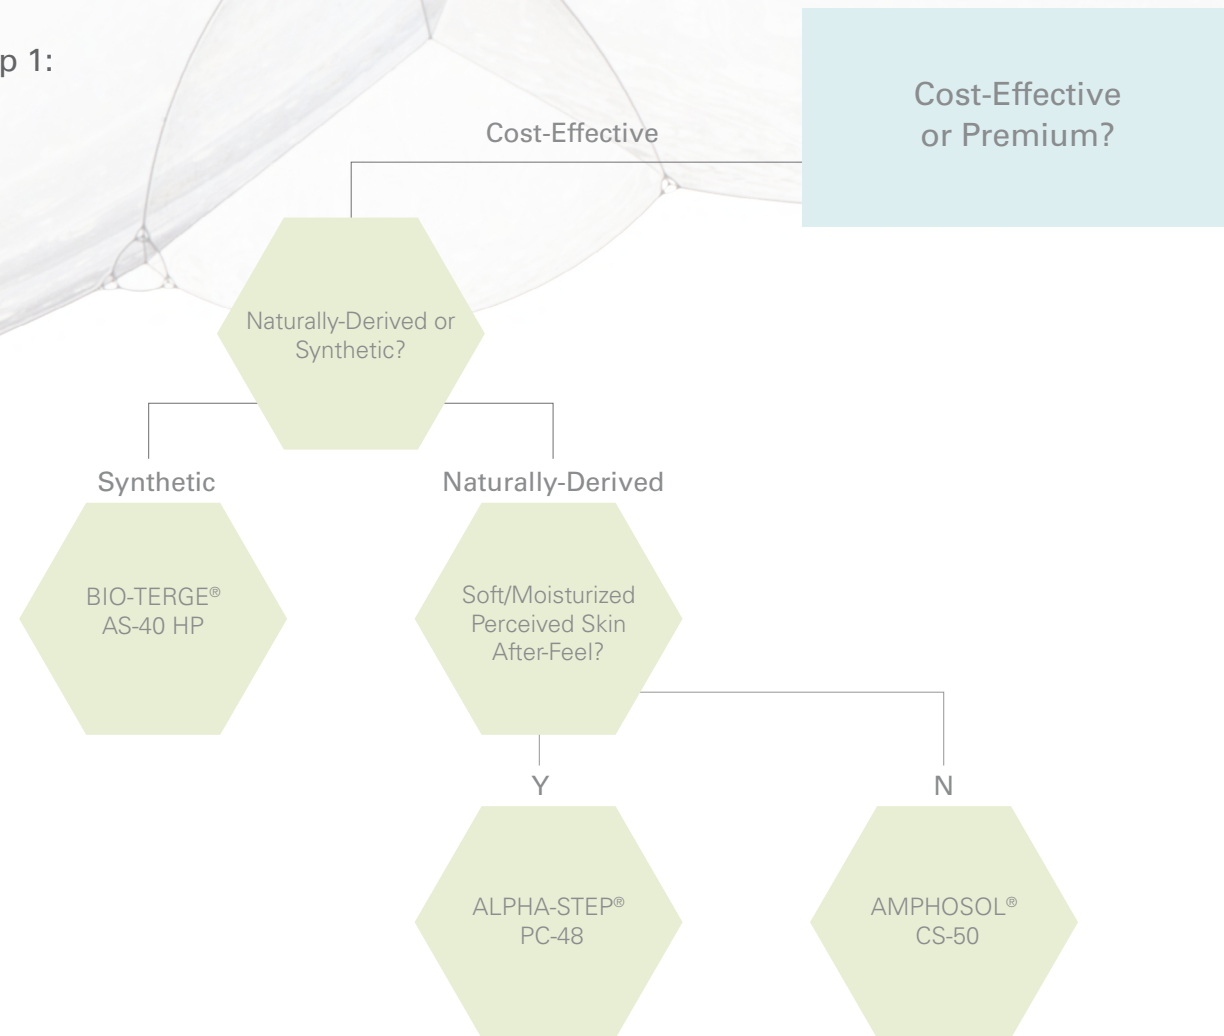 p 1:
Cost-Effective
or Premium?
Cost-Effective
Naturally-Derived or
Synthetic?
Synthetic
Naturally-Derived
BIO-TERGE®
AS-40 HP
Soft/Moisturized
Perceived Skin
After-Feel?
Y
N
ALPHA-STEP®
PC-48
AMPHOSOL®
CS-50